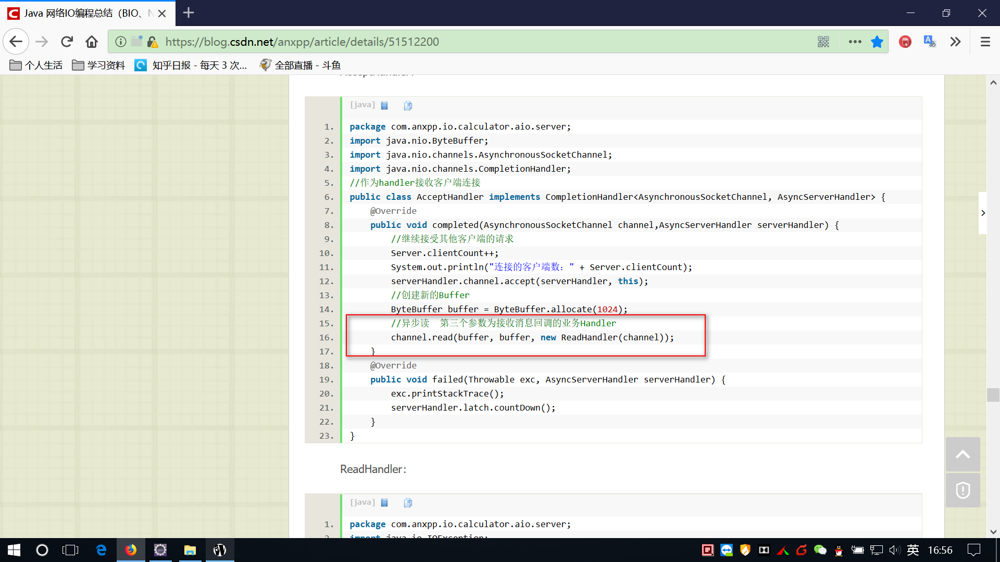 Java 网络IO编程总结（BIO、N
https://blog.csdn.net/anxpp/article/details/51512200
个人生活 学习资料 知乎日报 - 每天 3 次... 全部直播 - 斗鱼
[java]
1. package com.anxpp.io.calculator.aio.server;
2. import java.nio.ByteBuffer;
3. import java.nio.channels.AsynchronousSocketChannel;
4. import java.nio.channels.CompletionHandler;
5. //作为handler接收客户端连接
6. public class AcceptHandler implements CompletionHandler<AsynchronousSocketChannel, AsyncServerHandler> {
7. @Override
8. public void completed(AsynchronousSocketChannel channel,AsyncServerHandler serverHandler) {
9. //继续接受其他客户端的请求
10. Server.clientCount++;
11. System.out.println("连接的客户端数：" + Server.clientCount);
12. serverHandler.channel.accept(serverHandler, this);
13. //创建新的Buffer
14. ByteBuffer buffer = ByteBuffer.allocate(1024);
15. //异步读  第三个参数为接收消息回调的业务Handler
16. channel.read(buffer, buffer, new ReadHandler(channel));
17. }
18. @Override
19. public void failed(Throwable exc, AsyncServerHandler serverHandler) {
20. exc.printStackTrace();
21. serverHandler.latch.countDown();
22. }
23. }
ReadHandler：
[java]
1. package com.anxpp.io.calculator.aio.server;
2. import java.io.IOException;
英 16:56